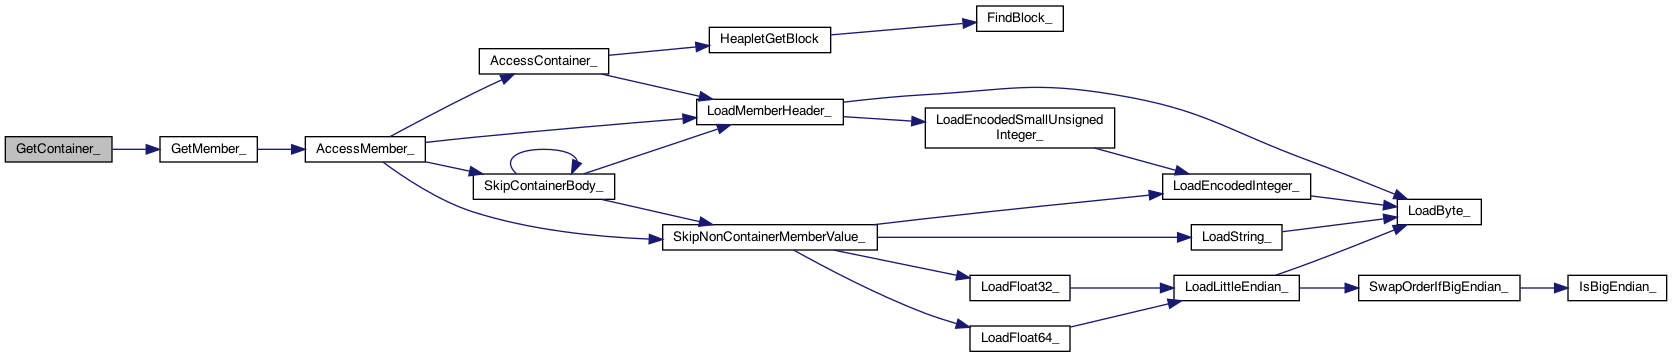 FindBlock_
HeapletGetBlock
AccessContainer_
LoadMemberHeader_
LoadEncodedSmallUnsigned
Integer_
GetContainer_
GetMember_
AccessMember_
SkipContainerBody_
LoadEncodedInteger_
LoadByte_
SkipNonContainerMemberValue_
LoadString_
LoadFloat32_
LoadLittleEndian_
SwapOrderIfBigEndian_
IsBigEndian_
LoadFloat64_